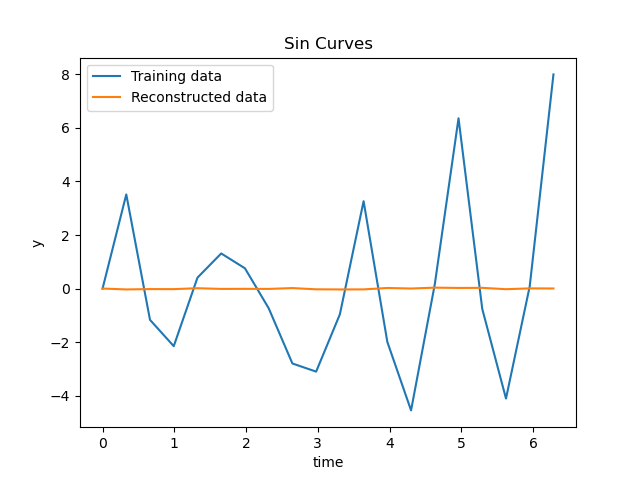 Sin Curves
Training data
Reconstructed data
8
6
4
2
0
−2
−4
y
0 1 2 3 4 5 6
time